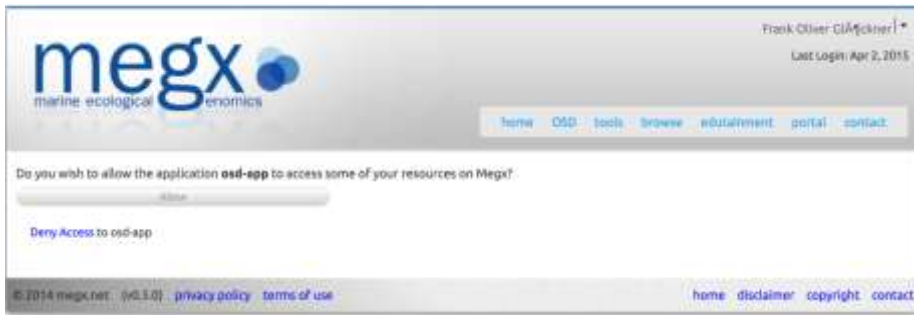 Frank Oliver GlÃ¶ckner
Last Login: Apr 2, 2015
megx
marine ecological genomics
home OSD tools browse edutainment portal contact
Do you wish to allow the application osd-app to access some of your resources on Megx?
Allow
Deny Access to osd-app
© 2014 megx.net (v0.5.0) privacy policy terms of use home disclaimer copyright contact